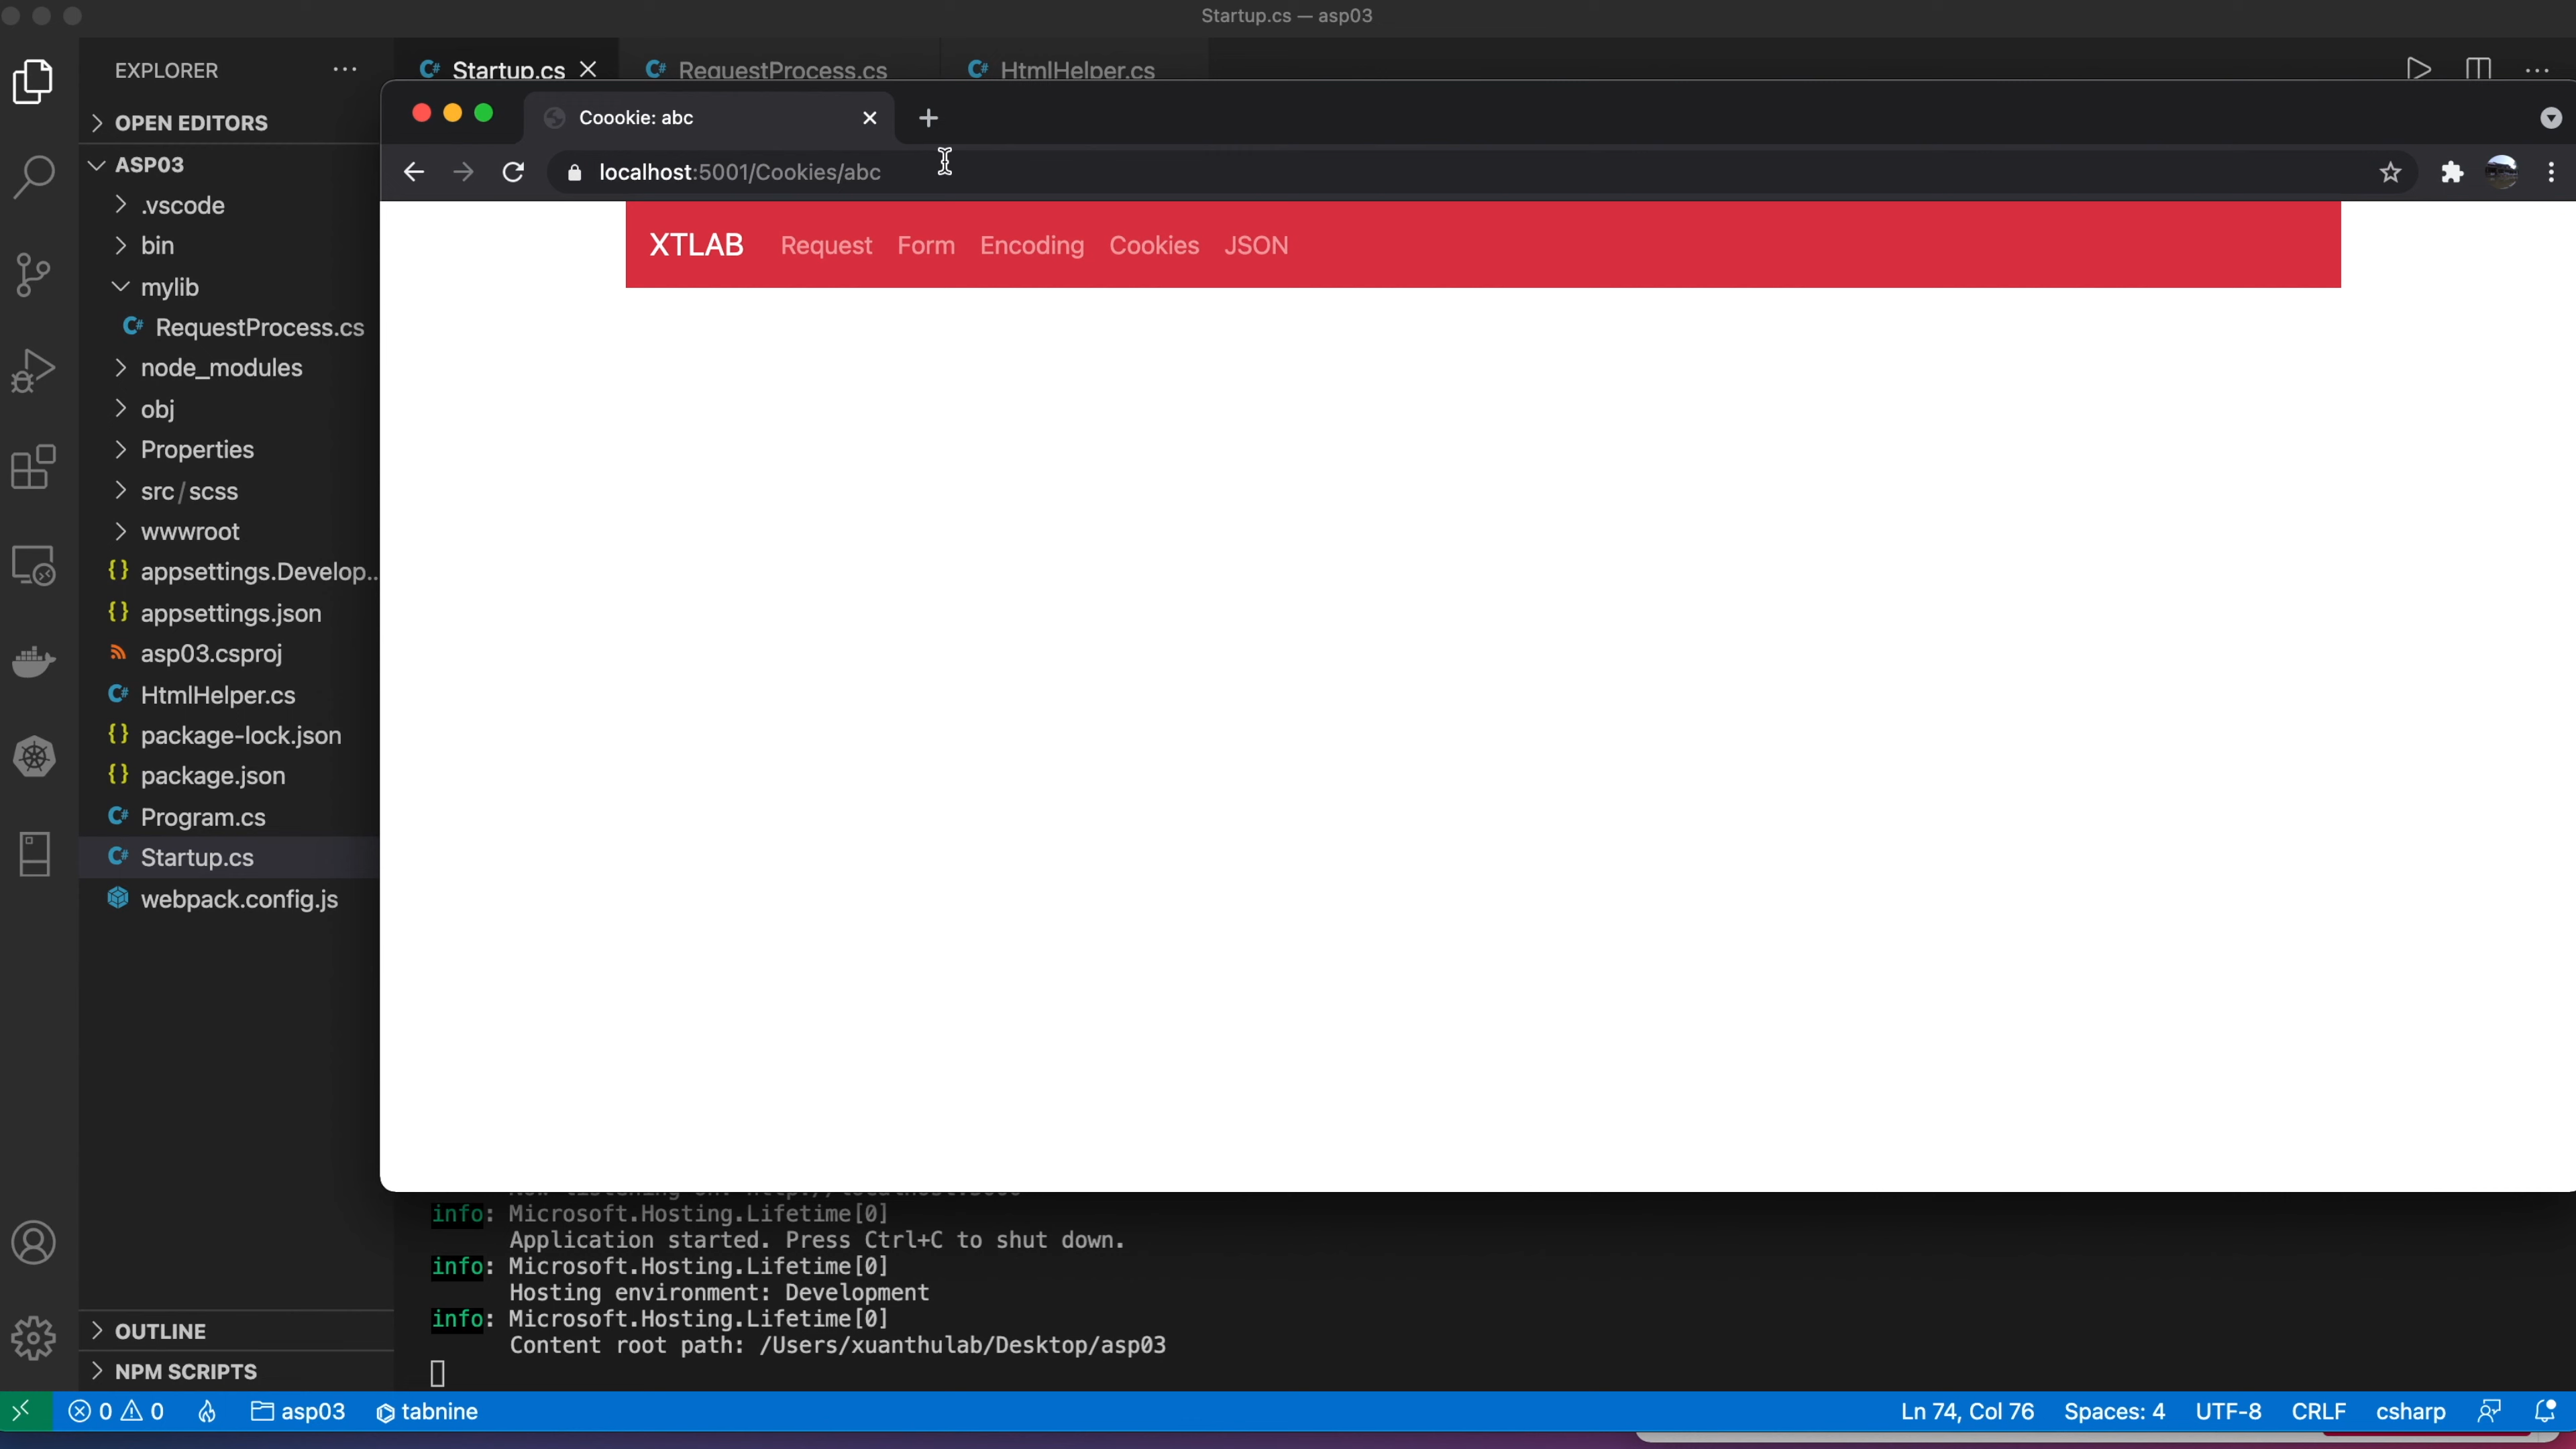 Startup.cs — asp03
EXPLORER
Startup.cs
RequestProcess.cs
HtmlHelper.cs
OPEN EDITORS
ASP03
.vscode
bin
mylib
RequestProcess.cs
node_modules
obj
Properties
src/scss
wwwroot
appsettings.Develop...
appsettings.json
asp03.csproj
HtmlHelper.cs
package-lock.json
package.json
Program.cs
Startup.cs
webpack.config.js
OUTLINE
NPM SCRIPTS
Coookie: abc
localhost:5001/Cookies/abc
XTLAB Request Form Encoding Cookies JSON
info: Microsoft.Hosting.Lifetime[0]
Application started. Press Ctrl+C to shut down.
info: Microsoft.Hosting.Lifetime[0]
Hosting environment: Development
info: Microsoft.Hosting.Lifetime[0]
Content root path: /Users/xuanthulab/Desktop/asp03
0 0 asp03 tabnine Ln 74, Col 76 Spaces: 4 UTF-8 CRLF csharp